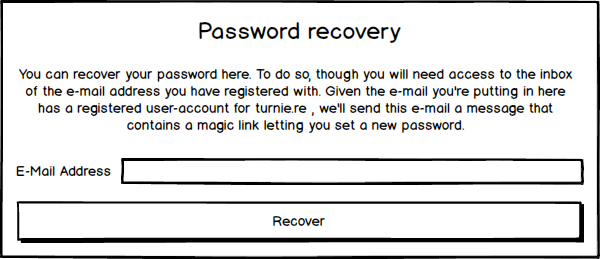 Password recovery
You can recover your password here. To do so, though you will need access to the inbox
of the e-mail address you have registered with. Given the e-mail you're putting in here
has a registered user-account for turnie.re , we'll send this e-mail a message that
contains a magic link letting you set a new password.
E-Mail Address
Recover